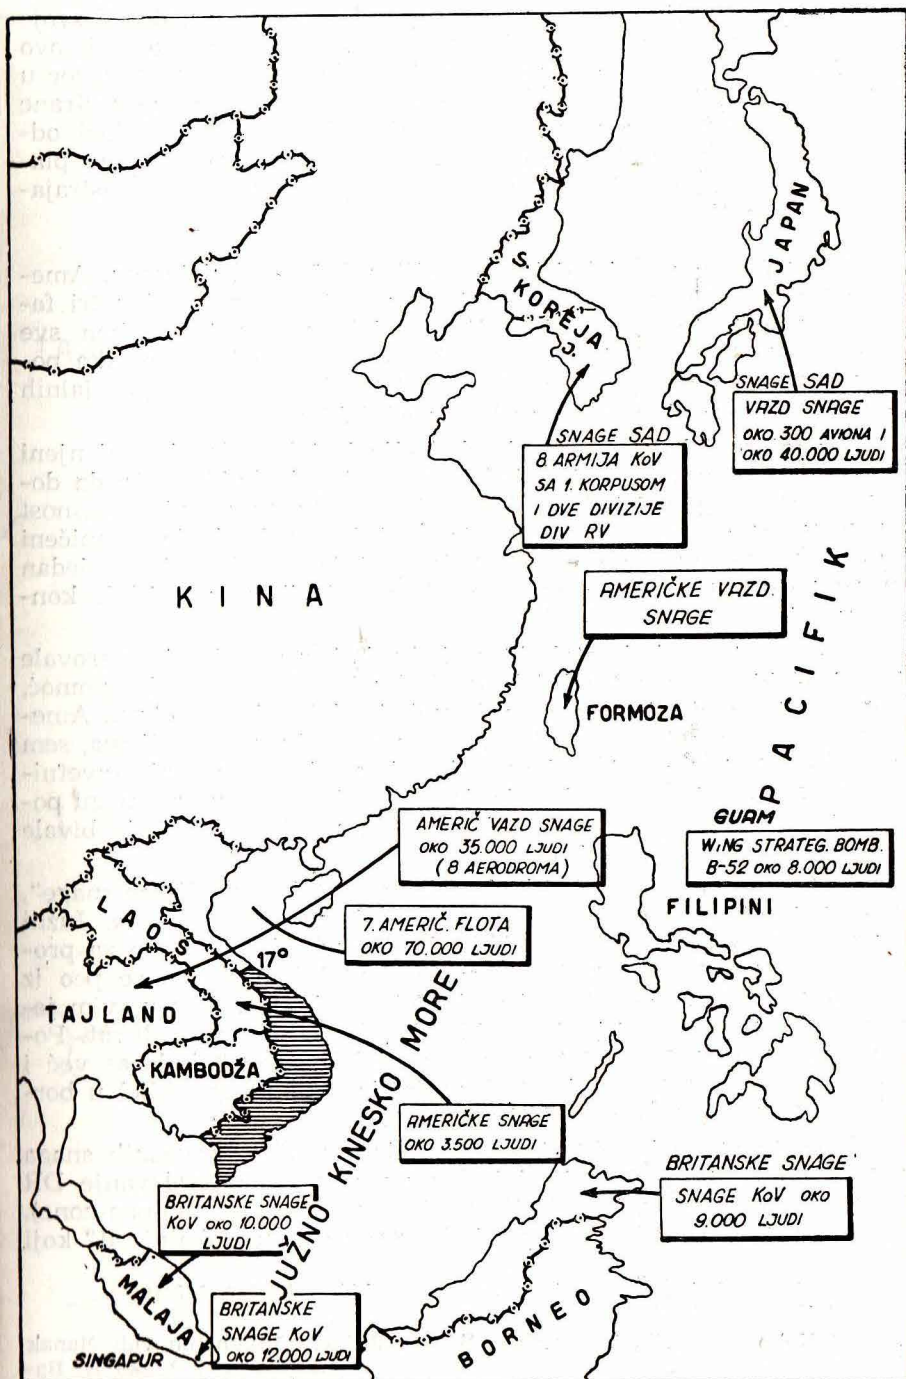 JAPAN
S.
KOREJA
J.
SNAGE SAD
VAZD SNAGE
OKO 300 AVIONA I
OKO 40.000 LJUDI
SNAGE SAD
8. ARMIJA KoV
SA 1. KORPUSOM
I DVE DIVIZIJE
DIV RV
KINA
AMERIČKE VAZD.
SNAGE
FORMOZA
PACIFIK
GUAM
WING STRATEG. BOMB.
B-52 OKO 8.000 LJUDI
AMERIČ VAZD SNAGE
OKO 35.000 LJUDI
(8 AERODROMA)
FILIPINI
7. AMERIČ. FLOTA
OKO 70.000 LJUDI
LAOS
17°
TAJLAND
KAMBODŽA
JUŽNO KINESKO MORE
AMERIČKE SNAGE
OKO 3.500 LJUDI
BRITANSKE SNAGE
SNAGE KoV OKO
9.000 LJUDI
BRITANSKE SNAGE
KoV OKO 10.000
LJUDI
MALAJA
BRITANSKE
SNAGE KoV
OKO 12.000 LJUDI
SINGAPUR
BORNEO